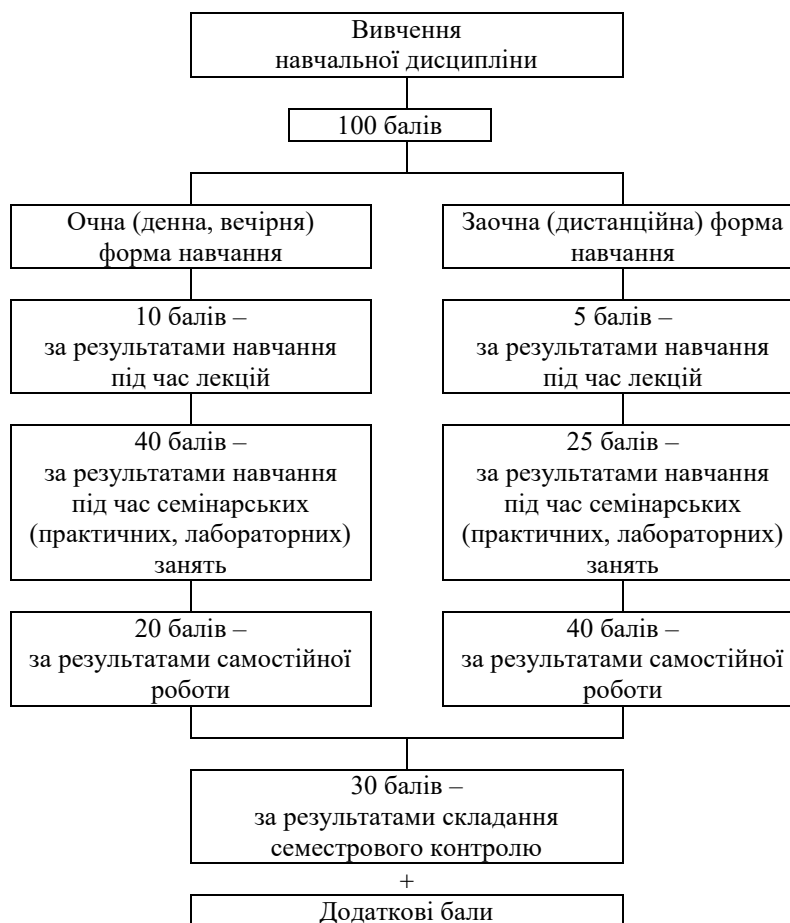 Вивчення
навчальної дисципліни
100 балів
Очна (денна, вечірня)
форма навчання
Заочна (дистанційна) форма
навчання
10 балів –
за результатами навчання
під час лекцій
5 балів –
за результатами навчання
під час лекцій
40 балів –
за результатами навчання
під час семінарських
(практичних, лабораторних)
занять
25 балів –
за результатами навчання
під час семінарських
(практичних, лабораторних)
занять
20 балів –
за результатами самостійної
роботи
40 балів –
за результатами самостійної
роботи
30 балів –
за результатами складання
семестрового контролю
+
Додаткові бали